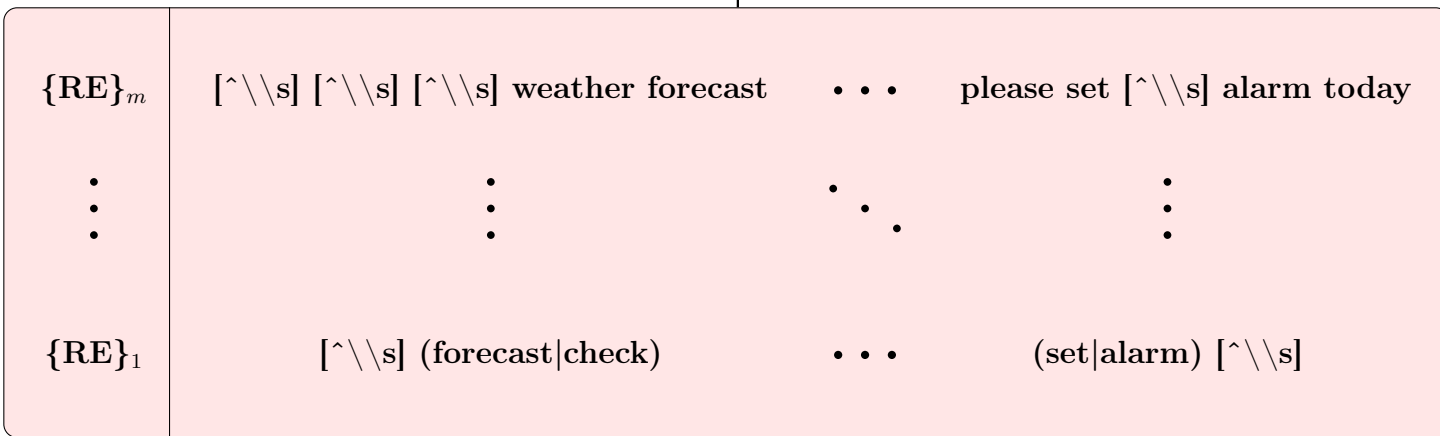 {RE}m [^\\s] [^\\s] [^\\s] weather forecast ... please set [^\\s] alarm today
{RE}1 [^\\s] (forecast|check) ... (set|alarm) [^\\s]